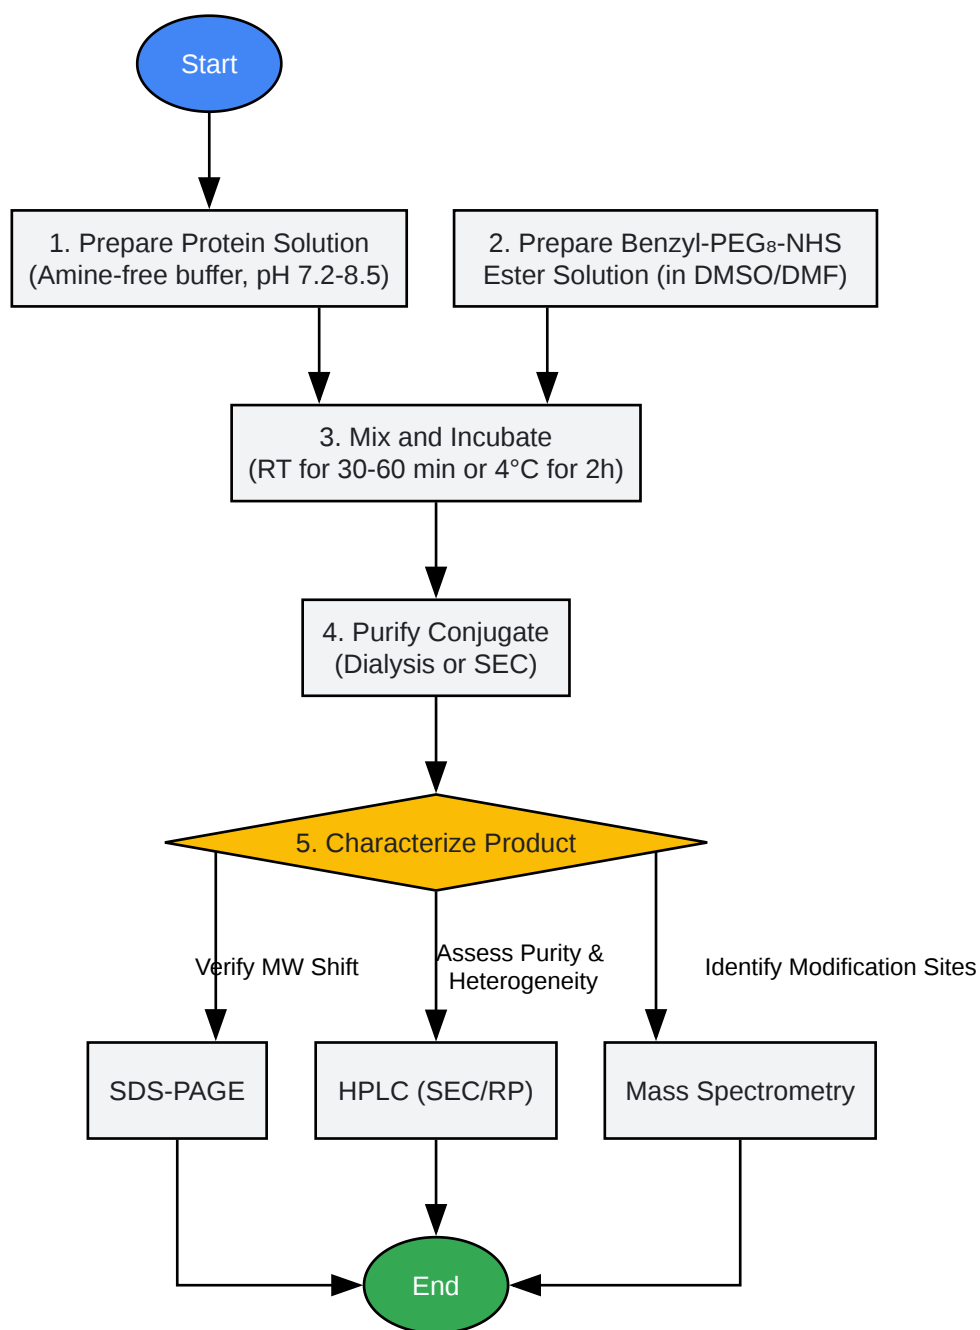 Start
1. Prepare Protein Solution
(Amine-free buffer, pH 7.2-8.5)
2. Prepare Benzyl-PEG₈-NHS
Ester Solution (in DMSO/DMF)
3. Mix and Incubate
(RT for 30-60 min or 4°C for 2h)
4. Purify Conjugate
(Dialysis or SEC)
5. Characterize Product
Verify MW Shift
Assess Purity &
Heterogeneity
Identify Modification Sites
SDS-PAGE
HPLC (SEC/RP)
Mass Spectrometry
End